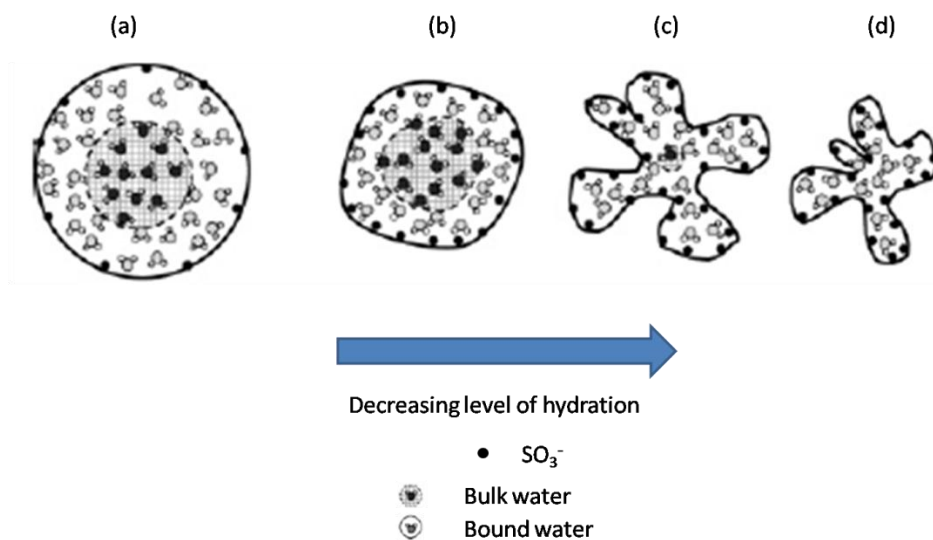 (a) (b) (c) (d)
Decreasing level of hydration
SO₃⁻
Bulk water
Bound water